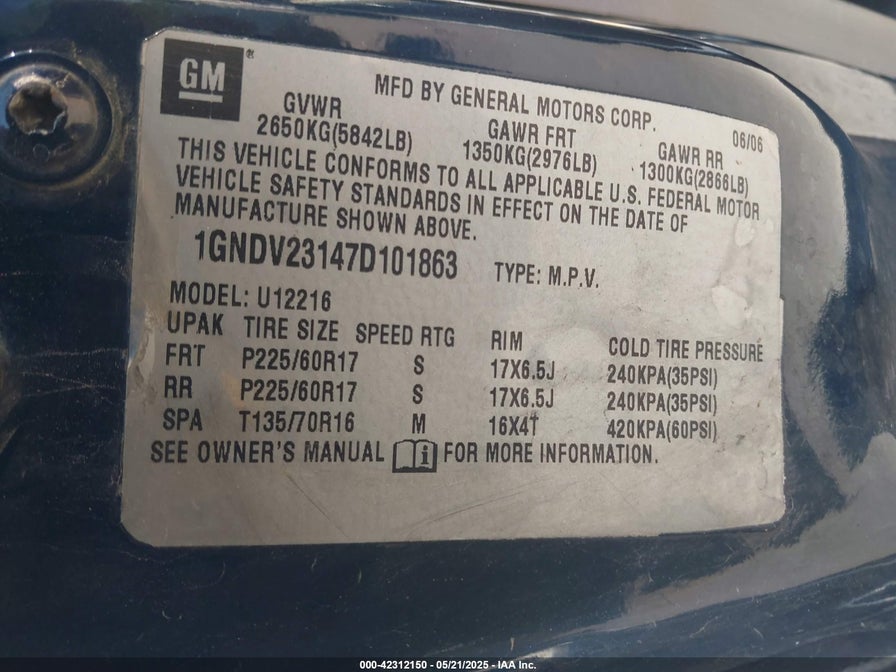 GM®
MFD BY GENERAL MOTORS CORP. 06/06
GVWR GAWR FRT GAWR RR
2650KG(5842LB) 1350KG(2976LB) 1300KG(2866LB)
THIS VEHICLE CONFORMS TO ALL APPLICABLE U.S. FEDERAL MOTOR
VEHICLE SAFETY STANDARDS IN EFFECT ON THE DATE OF
MANUFACTURE SHOWN ABOVE.
1GNDV23147D101863 TYPE: M.P.V.
MODEL: U12216
UPAK TIRE SIZE SPEED RTG RIM COLD TIRE PRESSURE
FRT P225/60R17 S 17X6.5J 240KPA(35PSI)
RR P225/60R17 S 17X6.5J 240KPA(35PSI)
SPA T135/70R16 M 16X4T 420KPA(60PSI)
SEE OWNER'S MANUAL i FOR MORE INFORMATION.
000-42312150 - 05/21/2025 - IAA Inc.